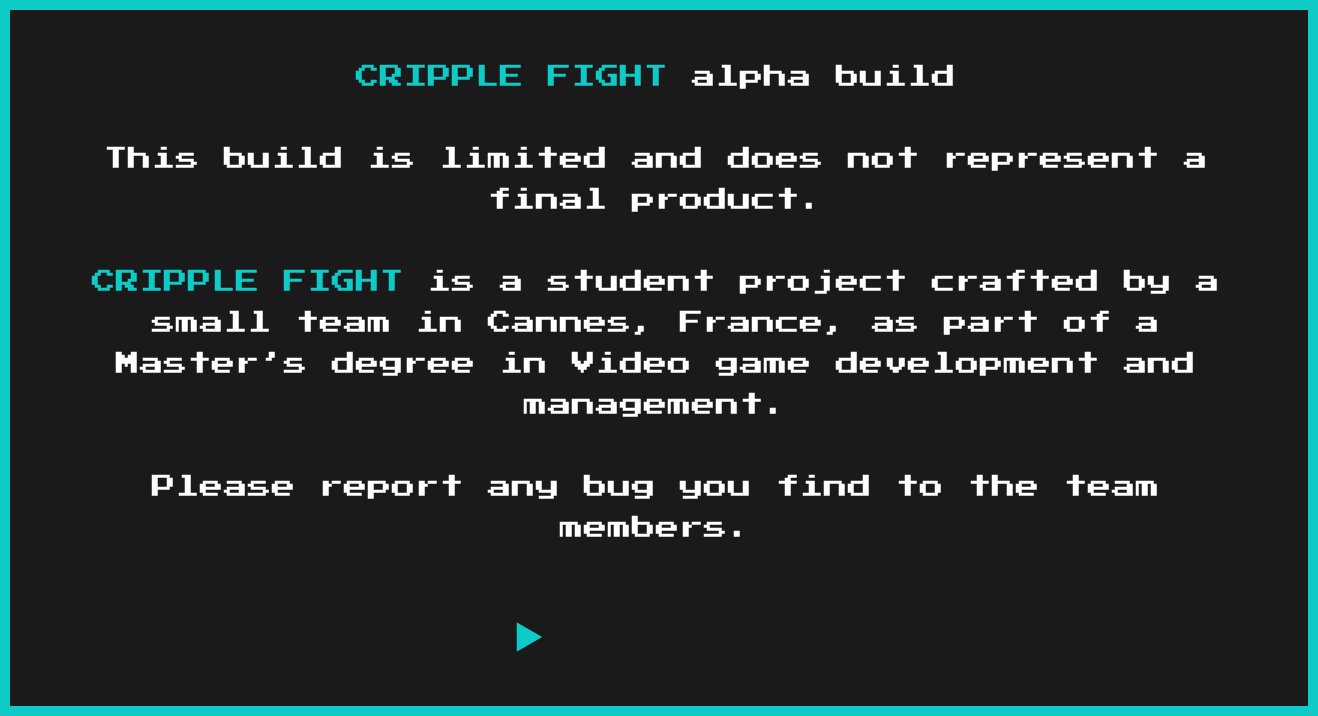 CRIPPLE FIGHT alpha build
This build is limited and does not represent a
final product.
CRIPPLE FIGHT is a student project crafted by a
small team in Cannes, France, as part of a
Master's degree in Video game development and
management.
Please report any bug you find to the team
members.